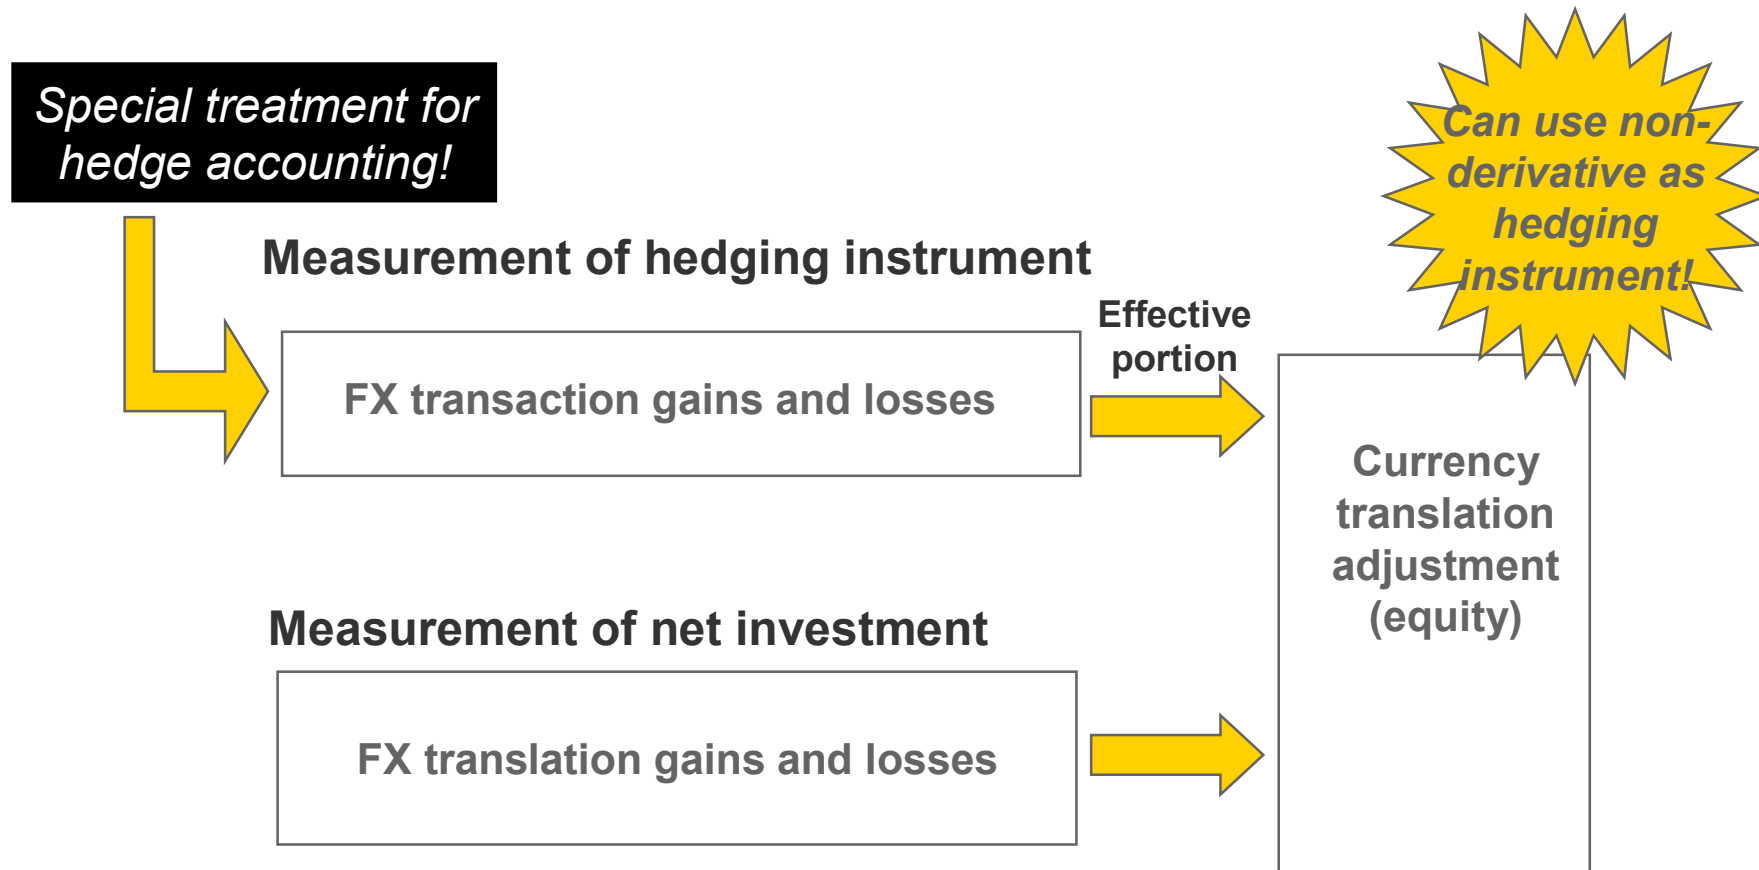 Special treatment for
hedge accounting!
Can use non-
derivative as
hedging
instrument!
Measurement of hedging instrument
Effective
portion
FX transaction gains and losses
Currency
translation
adjustment
(equity)
Measurement of net investment
FX translation gains and losses